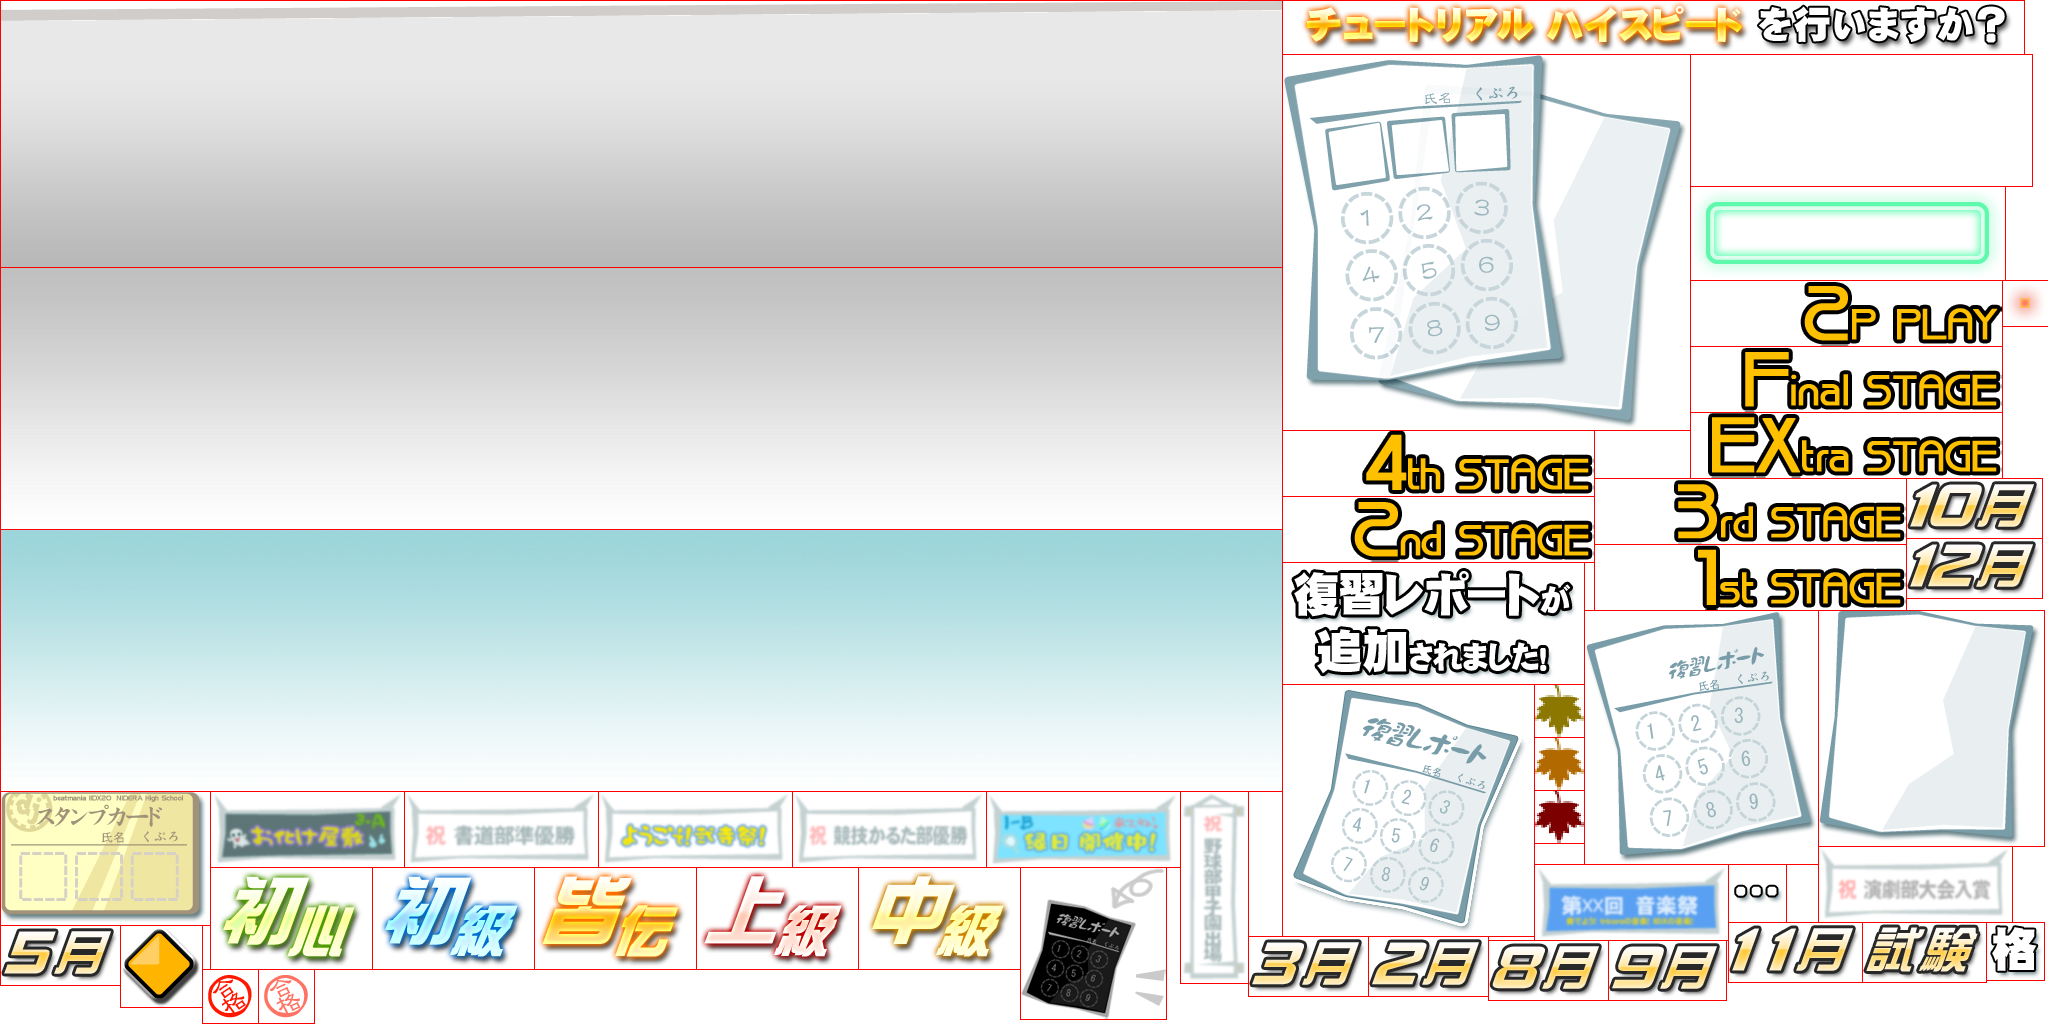 チュートリアル ハイスピード を行いますか?
氏名 くぷろ
1 2 3
4 5 6
7 8 9
2P PLAY
Final STAGE
EXtra STAGE
4th STAGE
2nd STAGE
3rd STAGE
1st STAGE
10月
12月
復習レポートが
追加されました!
復習レポート
氏名 くぷろ
1 2 3
4 5 6
7 8 9
復習レポート
氏名 くぷろ
1 2 3
4 5 6
7 8 9
beatmania IIDX20 NIDERA High School
スタンプカード
氏名 くぷろ
3-A
おばけ屋敷
祝 書道部準優勝
ようこそ!弐寺祭!
祝 競技かるた部優勝
1-B
縁日 開催中!
祝 野球部甲子園出場
初心
初級
皆伝
上級
中級
復習レポート
1 2 3
4 5 6
7 8 9
第XX回 音楽祭
ooo
祝 演劇部大会入賞
5月
合格
合格
3月
2月
8月
9月
11月
試験
格